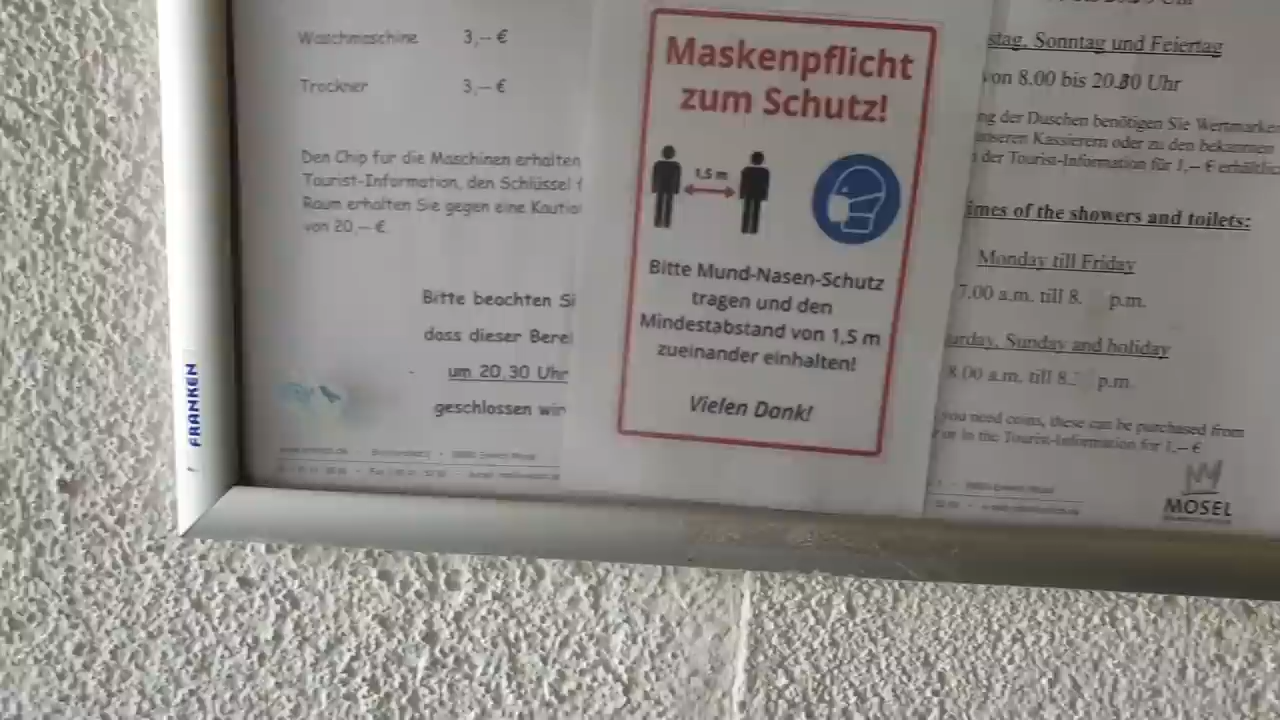 Waschmaschine 3,-- €
Trockner 3,-- €
Den Chip für die Maschinen erhalten
Tourist-Information, den Schlüssel f
Raum erhalten Sie gegen eine Kautio
von 20,-- €.
Bitte beachten Si
dass dieser Berei
um 20.30 Uhr
geschlossen wir
FRANKEN
Maskenpflicht
zum Schutz!
1,5 m
Bitte Mund-Nasen-Schutz
tragen und den
Mindestabstand von 1,5 m
zueinander einhalten!
Vielen Dank!
stag, Sonntag und Feiertag
von 8.00 bis 20.30 Uhr
ng der Duschen benötigen Sie Wertmarken
unseren Kassierern oder zu den bekannten
der Tourist-Information für 1,-- € erhältlic
imes of the showers and toilets:
Monday till Friday
7.00 a.m. till 8. p.m.
urday, Sunday and holiday
8.00 a.m. till 8. p.m.
you need coins, these can be purchased from
or in the Tourist-Information for 1,-- €
MOSEL